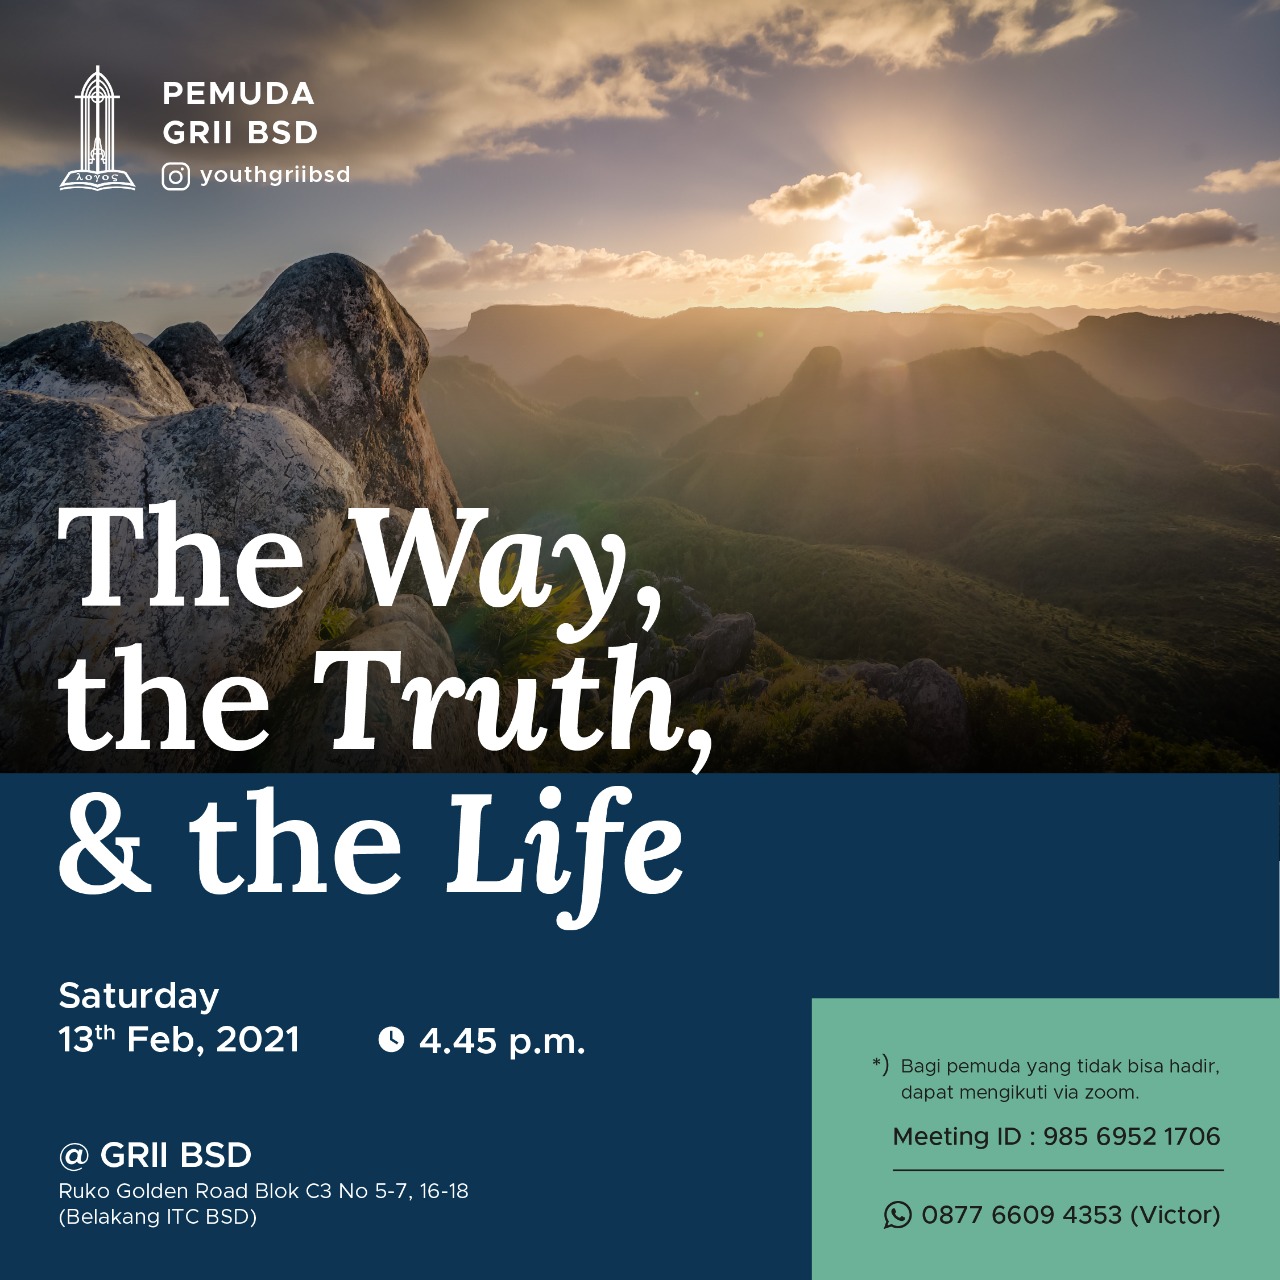 PEMUDA
GRII BSD
youthgriibsd
λογος
The Way,
the Truth,
& the Life
Saturday
13th Feb, 2021
4.45 p.m.
@ GRII BSD
Ruko Golden Road Blok C3 No 5-7, 16-18
(Belakang ITC BSD)
*) Bagi pemuda yang tidak bisa hadir,
dapat mengikuti via zoom.
Meeting ID : 985 6952 1706
0877 6609 4353 (Victor)